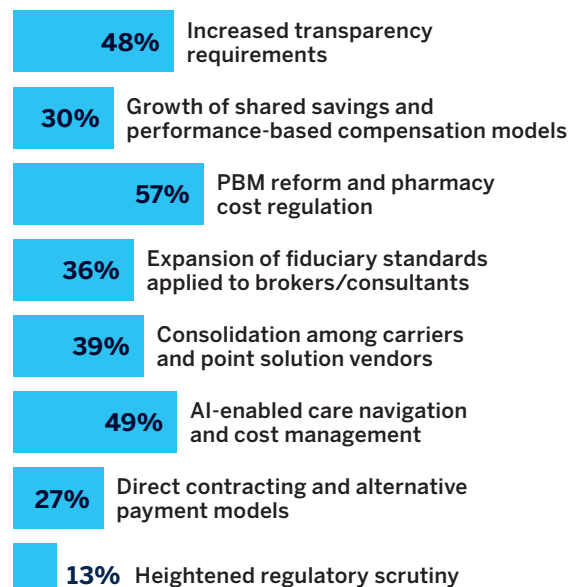 48% Increased transparency
requirements
30% Growth of shared savings and
performance-based compensation models
57% PBM reform and pharmacy
cost regulation
36% Expansion of fiduciary standards
applied to brokers/consultants
39% Consolidation among carriers
and point solution vendors
49% AI-enabled care navigation
and cost management
27% Direct contracting and alternative
payment models
13% Heightened regulatory scrutiny